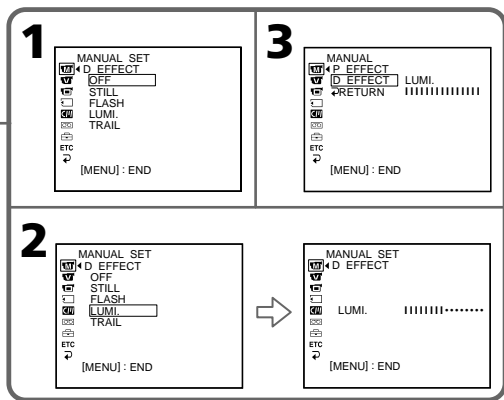 1
MANUAL SET
D EFFECT
OFF
STILL
FLASH
LUMI.
TRAIL
ETC
[MENU] : END
3
MANUAL
P EFFECT
D EFFECT LUMI.
RETURN
ETC
[MENU] : END
2
MANUAL SET
D EFFECT
OFF
STILL
FLASH
LUMI.
TRAIL
ETC
[MENU] : END
MANUAL SET
D EFFECT
LUMI.
ETC
[MENU] : END